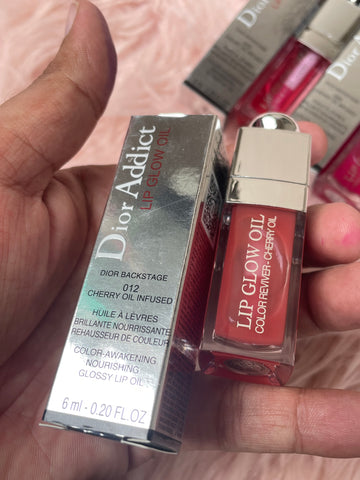 Dior Addict
LIP GLOW OIL
DIOR BACKSTAGE
012
CHERRY OIL INFUSED
HUILE À LÈVRES
BRILLANTE NOURRISSANTE
REHAUSSEUR DE COULEUR
COLOR-AWAKENING
NOURISHING
GLOSSY LIP OIL
6 ml - 0.20 FL.OZ
LIP GLOW OIL
COLOR REVIVER - CHERRY OIL
Dior
Dior Ad